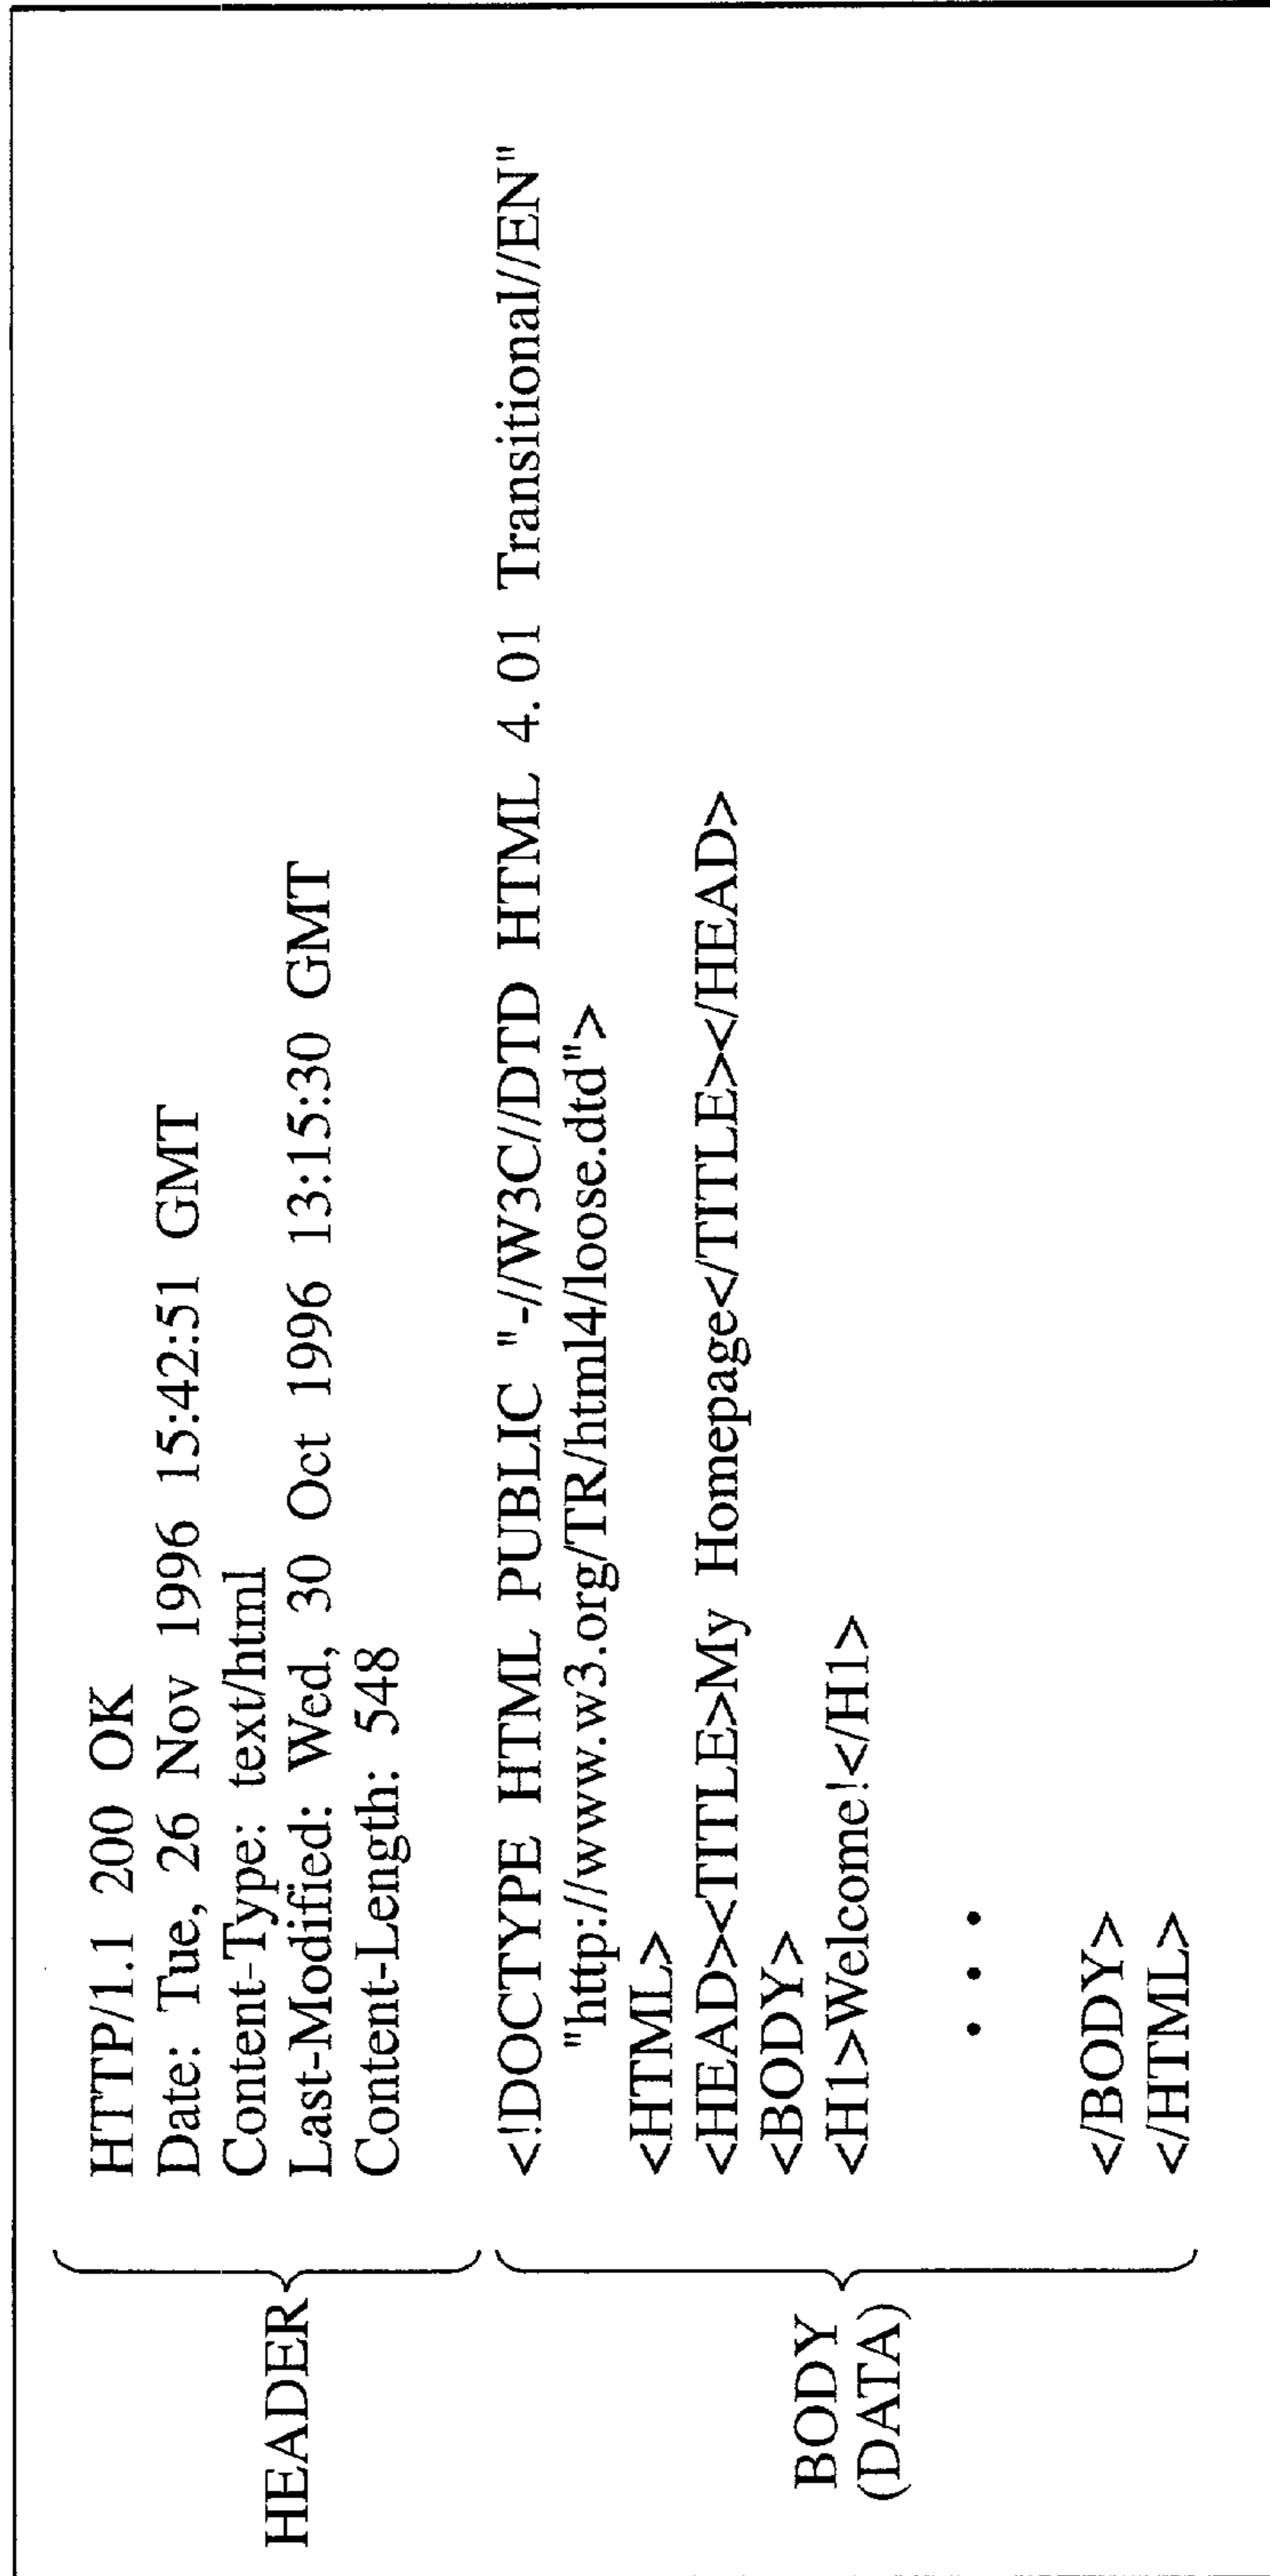 HEADER
HTTP/1.1 200 OK
Date: Tue, 26 Nov 1996 15:42:51 GMT
Content-Type: text/html
Last-Modified: Wed, 30 Oct 1996 13:15:30 GMT
Content-Length: 548
BODY
(DATA)
<!DOCTYPE HTML PUBLIC "-//W3C//DTD HTML 4.01 Transitional//EN"
"http://www.w3.org/TR/html4/loose.dtd">
<HTML>
<HEAD><TITLE>My Homepage</TITLE></HEAD>
<BODY>
<H1>Welcome!</H1>
• • •
</BODY>
</HTML>